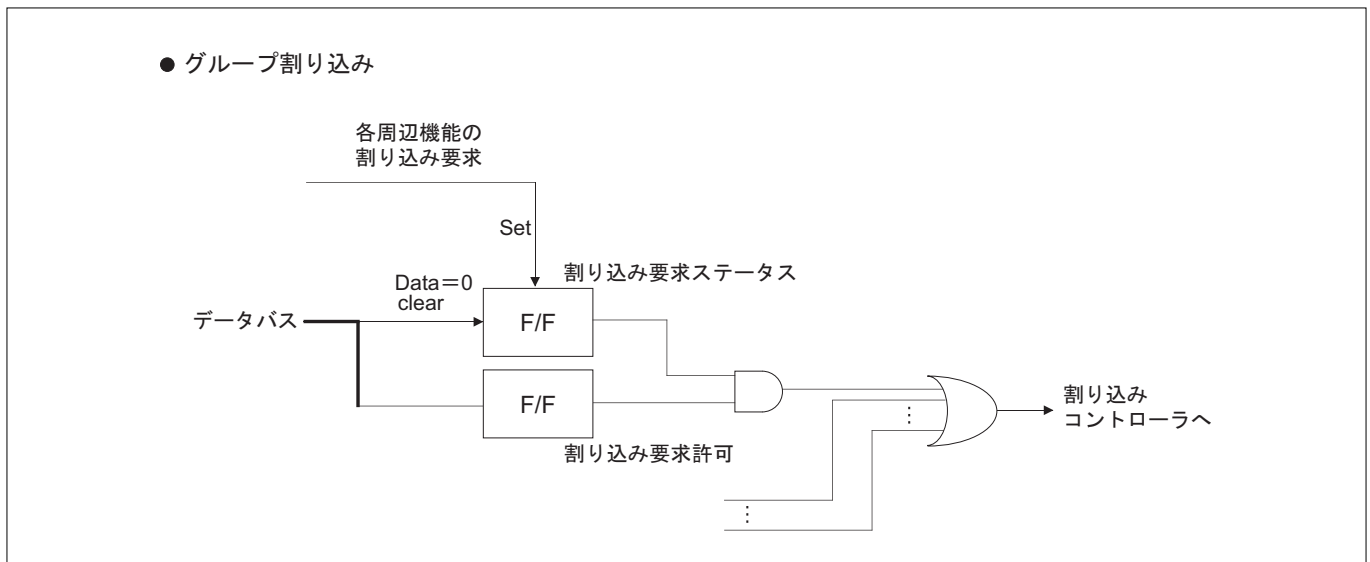 ● グループ割り込み
各周辺機能の
割り込み要求
Set
割り込み要求ステータス
Data＝0
clear
データバス
F/F
F/F
割り込み要求許可
割り込み
コントローラへ
⋮
⋮